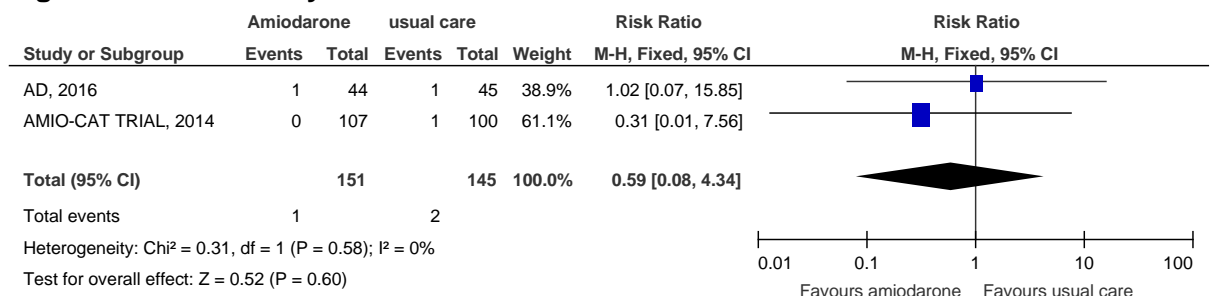 Amiodarone usual care Risk Ratio Risk Ratio
Study or Subgroup Events Total Events Total Weight M-H, Fixed, 95% CI M-H, Fixed, 95% CI
AD, 2016 1 44 1 45 38.9% 1.02 [0.07, 15.85]
AMIO-CAT TRIAL, 2014 0 107 1 100 61.1% 0.31 [0.01, 7.56]
Total (95% CI) 151 145 100.0% 0.59 [0.08, 4.34]
Total events 1 2
Heterogeneity: Chi² = 0.31, df = 1 (P = 0.58); I² = 0%
Test for overall effect: Z = 0.52 (P = 0.60)
0.01 0.1 1 10 100
Favours amiodarone Favours usual care